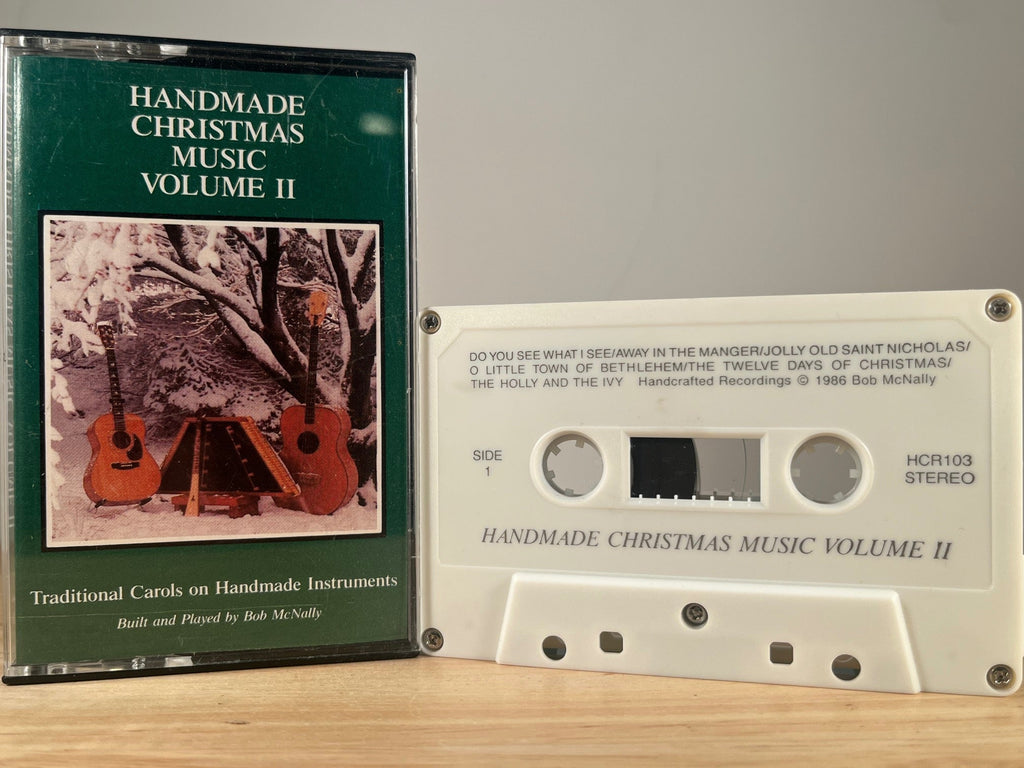 HANDMADE
CHRISTMAS
MUSIC
VOLUME II
Traditional Carols on Handmade Instruments
Built and Played by Bob McNally
DO YOU SEE WHAT I SEE/AWAY IN THE MANGER/JOLLY OLD SAINT NICHOLAS/
O LITTLE TOWN OF BETHLEHEM/THE TWELVE DAYS OF CHRISTMAS/
THE HOLLY AND THE IVY Handcrafted Recordings © 1986 Bob McNally
SIDE
1
HCR103
STEREO
HANDMADE CHRISTMAS MUSIC VOLUME II